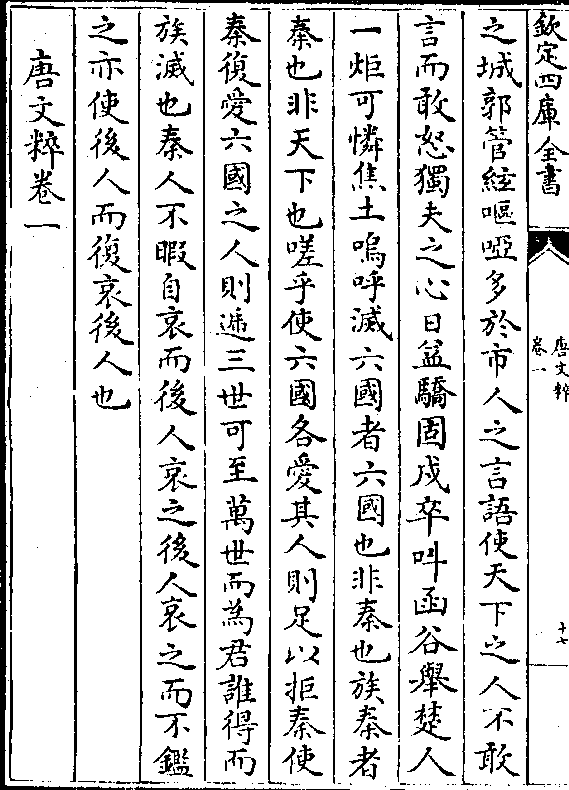 欽定四庫全書
唐文粹
卷一
十七
之城郭管絃嘔啞多於市人之言語使天下之人不敢
言而敢怒獨夫之心日益驕固戍卒叫函谷舉楚人
一炬可憐焦土嗚呼滅六國者六國也非秦也族秦者
秦也非天下也嗟乎使六國各愛其人則足以拒秦使
秦復愛六國之人則遞三世可至萬世而為君誰得而
族滅也秦人不暇自哀而後人哀之後人哀之而不鑑
之亦使後人而復哀後人也
唐文粹卷一